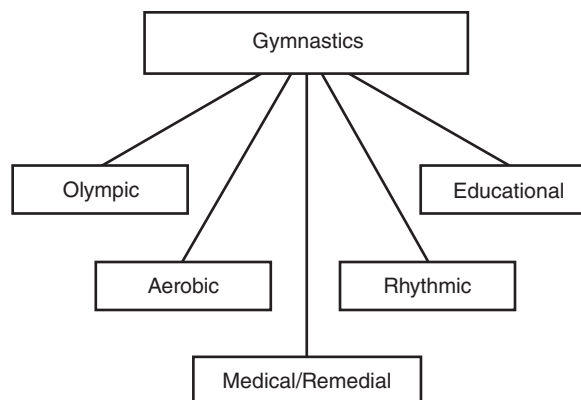 Gymnastics
Olympic
Educational
Aerobic
Rhythmic
Medical/Remedial